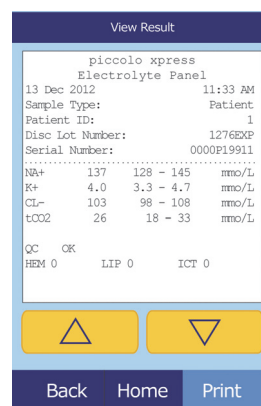 View Result
piccolo xpress
Electrolyte Panel
13 Dec 2012 11:33 AM
Sample Type: Patient
Patient ID: 1
Disc Lot Number: 1276EXP
Serial Number: 0000P19911
NA+ 137 128 - 145 mmo/L
K+ 4.0 3.3 - 4.7 mmo/L
CL- 103 98 - 108 mmo/L
tCO2 26 18 - 33 mmo/L
QC OK
HEM 0 LIP 0 ICT 0
Back Home Print